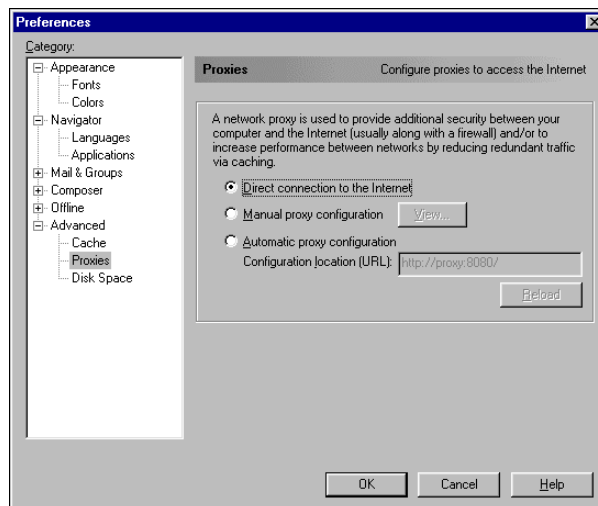 Preferences
Category:
Appearance
Fonts
Colors
Navigator
Languages
Applications
Mail & Groups
Composer
Offline
Advanced
Cache
Proxies
Disk Space
Proxies Configure proxies to access the Internet
A network proxy is used to provide additional security between your
computer and the Internet (usually along with a firewall) and/or to
increase performance between networks by reducing redundant traffic
via caching.
Direct connection to the Internet
Manual proxy configuration View...
Automatic proxy configuration
Configuration location (URL): http://proxy:8080/
Reload
OK Cancel Help